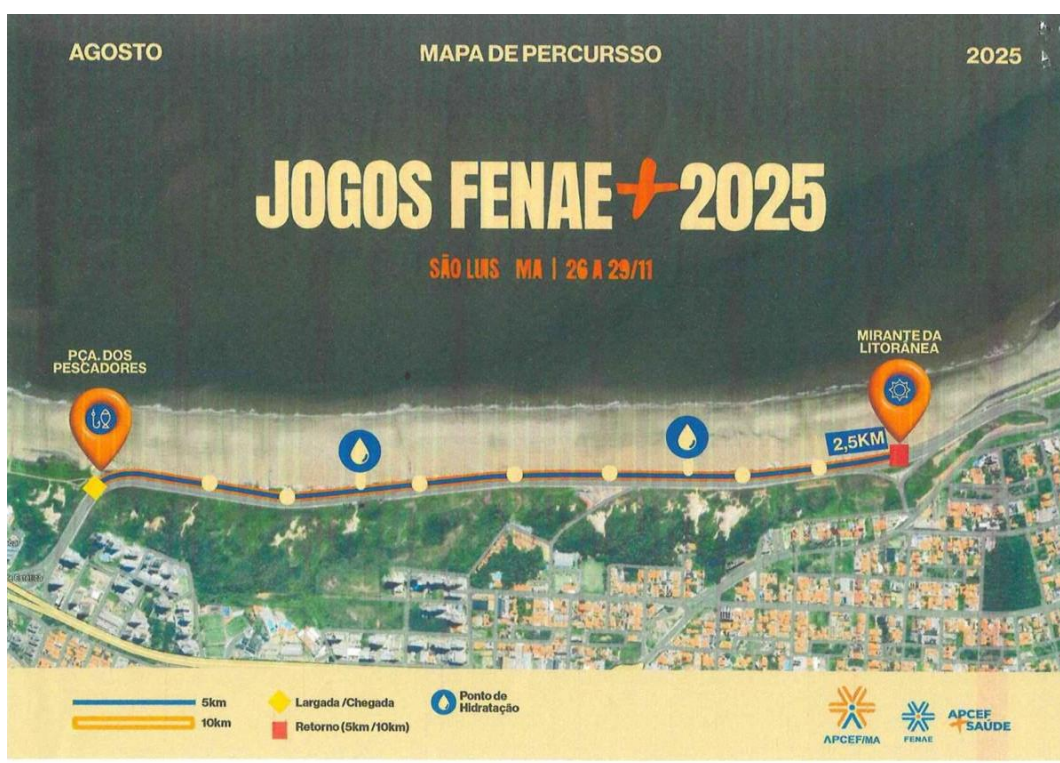 AGOSTO
MAPA DE PERCURSSO
2025
JOGOS FENAE+2025
SÃO LUIS MA | 26 A 29/11
PÇA. DOS
PESCADORES
MIRANTE DA
LITORÂNEA
2,5KM
5km
10km
Largada/Chegada
Retorno (5km/10km)
Ponto de
Hidratação
APCEF/MA
FENAE
APCEF
+SAÚDE